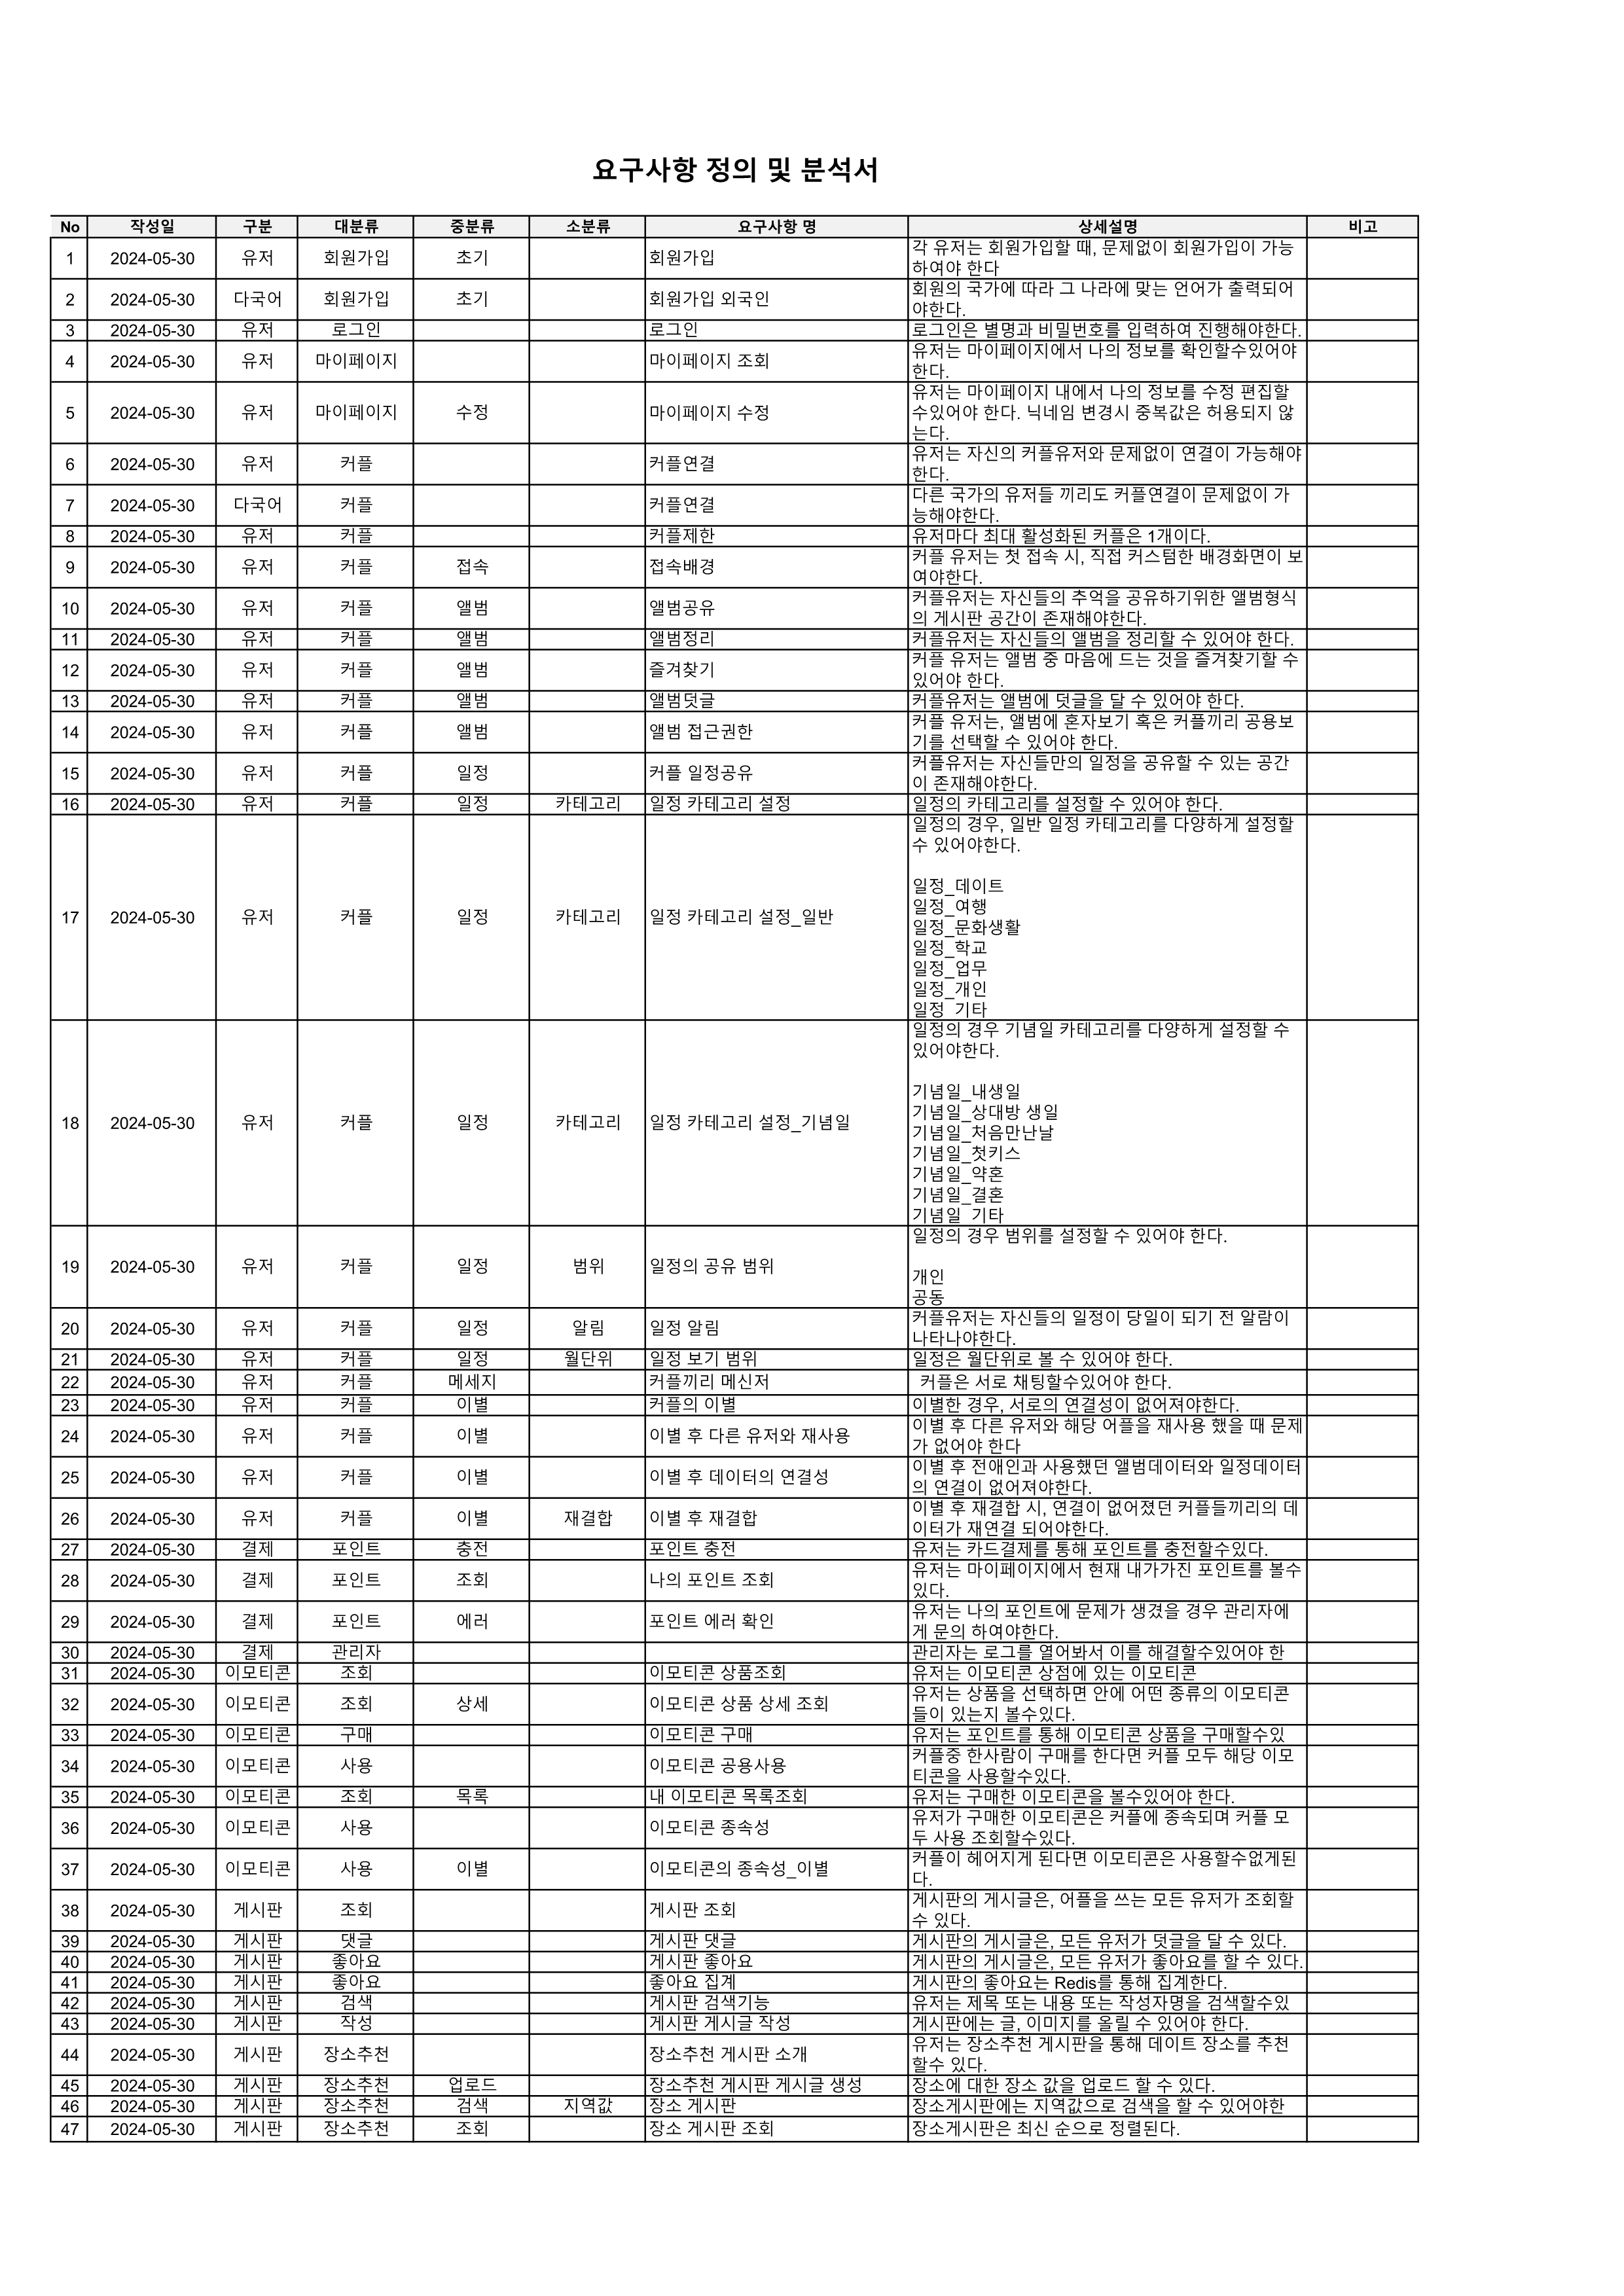 요구사항 정의 및 분석서
No 작성일 구분 대분류 중분류 소분류 요구사항 명 상세설명 비고
1 2024-05-30 유저 회원가입 초기 회원가입 각 유저는 회원가입할 때, 문제없이 회원가입이 가능
하여야 한다
2 2024-05-30 다국어 회원가입 초기 회원가입 외국인 회원의 국가에 따라 그 나라에 맞는 언어가 출력되어
야한다.
3 2024-05-30 유저 로그인 로그인 로그인은 별명과 비밀번호를 입력하여 진행해야한다.
4 2024-05-30 유저 마이페이지 마이페이지 조회 유저는 마이페이지에서 나의 정보를 확인할수있어야
한다.
5 2024-05-30 유저 마이페이지 수정 마이페이지 수정 유저는 마이페이지 내에서 나의 정보를 수정 편집할
수있어야 한다. 닉네임 변경시 중복값은 허용되지 않
는다.
6 2024-05-30 유저 커플 커플연결 유저는 자신의 커플유저와 문제없이 연결이 가능해야
한다.
7 2024-05-30 다국어 커플 커플연결 다른 국가의 유저들 끼리도 커플연결이 문제없이 가
능해야한다.
8 2024-05-30 유저 커플 커플제한 유저마다 최대 활성화된 커플은 1개이다.
9 2024-05-30 유저 커플 접속 접속배경 커플 유저는 첫 접속 시, 직접 커스텀한 배경화면이 보
여야한다.
10 2024-05-30 유저 커플 앨범 앨범공유 커플유저는 자신들의 추억을 공유하기위한 앨범형식
의 게시판 공간이 존재해야한다.
11 2024-05-30 유저 커플 앨범 앨범정리 커플유저는 자신들의 앨범을 정리할 수 있어야 한다.
12 2024-05-30 유저 커플 앨범 즐겨찾기 커플 유저는 앨범 중 마음에 드는 것을 즐겨찾기할 수
있어야 한다.
13 2024-05-30 유저 커플 앨범 앨범덧글 커플유저는 앨범에 덧글을 달 수 있어야 한다.
14 2024-05-30 유저 커플 앨범 앨범 접근권한 커플 유저는, 앨범에 혼자보기 혹은 커플끼리 공용보
기를 선택할 수 있어야 한다.
15 2024-05-30 유저 커플 일정 커플 일정공유 커플유저는 자신들만의 일정을 공유할 수 있는 공간
이 존재해야한다.
16 2024-05-30 유저 커플 일정 카테고리 일정 카테고리 설정 일정의 카테고리를 설정할 수 있어야 한다.
17 2024-05-30 유저 커플 일정 카테고리 일정 카테고리 설정_일반 일정의 경우, 일반 일정 카테고리를 다양하게 설정할
수 있어야한다.
일정_데이트
일정_여행
일정_문화생활
일정_학교
일정_업무
일정_개인
일정_기타
18 2024-05-30 유저 커플 일정 카테고리 일정 카테고리 설정_기념일 일정의 경우 기념일 카테고리를 다양하게 설정할 수
있어야한다.
기념일_내생일
기념일_상대방 생일
기념일_처음만난날
기념일_첫키스
기념일_약혼
기념일_결혼
기념일_기타
19 2024-05-30 유저 커플 일정 범위 일정의 공유 범위 일정의 경우 범위를 설정할 수 있어야 한다.
개인
공동
20 2024-05-30 유저 커플 일정 알림 일정 알림 커플유저는 자신들의 일정이 당일이 되기 전 알람이
나타나야한다.
21 2024-05-30 유저 커플 일정 월단위 일정 보기 범위 일정은 월단위로 볼 수 있어야 한다.
22 2024-05-30 유저 커플 메세지 커플끼리 메신저 커플은 서로 채팅할수있어야 한다.
23 2024-05-30 유저 커플 이별 커플의 이별 이별한 경우, 서로의 연결성이 없어져야한다.
24 2024-05-30 유저 커플 이별 이별 후 다른 유저와 재사용 이별 후 다른 유저와 해당 어플을 재사용 했을 때 문제
가 없어야 한다
25 2024-05-30 유저 커플 이별 이별 후 데이터의 연결성 이별 후 전애인과 사용했던 앨범데이터와 일정데이터
의 연결이 없어져야한다.
26 2024-05-30 유저 커플 이별 재결합 이별 후 재결합 이별 후 재결합 시, 연결이 없어졌던 커플들끼리의 데
이터가 재연결 되어야한다.
27 2024-05-30 결제 포인트 충전 포인트 충전 유저는 카드결제를 통해 포인트를 충전할수있다.
28 2024-05-30 결제 포인트 조회 나의 포인트 조회 유저는 마이페이지에서 현재 내가가진 포인트를 볼수
있다.
29 2024-05-30 결제 포인트 에러 포인트 에러 확인 유저는 나의 포인트에 문제가 생겼을 경우 관리자에
게 문의 하여야한다.
30 2024-05-30 결제 관리자 관리자는 로그를 열어봐서 이를 해결할수있어야 한
31 2024-05-30 이모티콘 조회 이모티콘 상품조회 유저는 이모티콘 상점에 있는 이모티콘
32 2024-05-30 이모티콘 조회 상세 이모티콘 상품 상세 조회 유저는 상품을 선택하면 안에 어떤 종류의 이모티콘
들이 있는지 볼수있다.
33 2024-05-30 이모티콘 구매 이모티콘 구매 유저는 포인트를 통해 이모티콘 상품을 구매할수있
34 2024-05-30 이모티콘 사용 이모티콘 공용사용 커플중 한사람이 구매를 한다면 커플 모두 해당 이모
티콘을 사용할수있다.
35 2024-05-30 이모티콘 조회 목록 내 이모티콘 목록조회 유저는 구매한 이모티콘을 볼수있어야 한다.
36 2024-05-30 이모티콘 사용 이모티콘 종속성 유저가 구매한 이모티콘은 커플에 종속되며 커플 모
두 사용 조회할수있다.
37 2024-05-30 이모티콘 사용 이별 이모티콘의 종속성_이별 커플이 헤어지게 된다면 이모티콘은 사용할수없게된
다.
38 2024-05-30 게시판 조회 게시판 조회 게시판의 게시글은, 어플을 쓰는 모든 유저가 조회할
수 있다.
39 2024-05-30 게시판 댓글 게시판 댓글 게시판의 게시글은, 모든 유저가 덧글을 달 수 있다.
40 2024-05-30 게시판 좋아요 게시판 좋아요 게시판의 게시글은, 모든 유저가 좋아요를 할 수 있다.
41 2024-05-30 게시판 좋아요 좋아요 집계 게시판의 좋아요는 Redis를 통해 집계한다.
42 2024-05-30 게시판 검색 게시판 검색기능 유저는 제목 또는 내용 또는 작성자명을 검색할수있
43 2024-05-30 게시판 작성 게시판 게시글 작성 게시판에는 글, 이미지를 올릴 수 있어야 한다.
44 2024-05-30 게시판 장소추천 장소추천 게시판 소개 유저는 장소추천 게시판을 통해 데이트 장소를 추천
할수 있다.
45 2024-05-30 게시판 장소추천 업로드 장소추천 게시판 게시글 생성 장소에 대한 장소 값을 업로드 할 수 있다.
46 2024-05-30 게시판 장소추천 검색 지역값 장소 게시판 장소게시판에는 지역값으로 검색을 할 수 있어야한
47 2024-05-30 게시판 장소추천 조회 장소 게시판 조회 장소게시판은 최신 순으로 정렬된다.